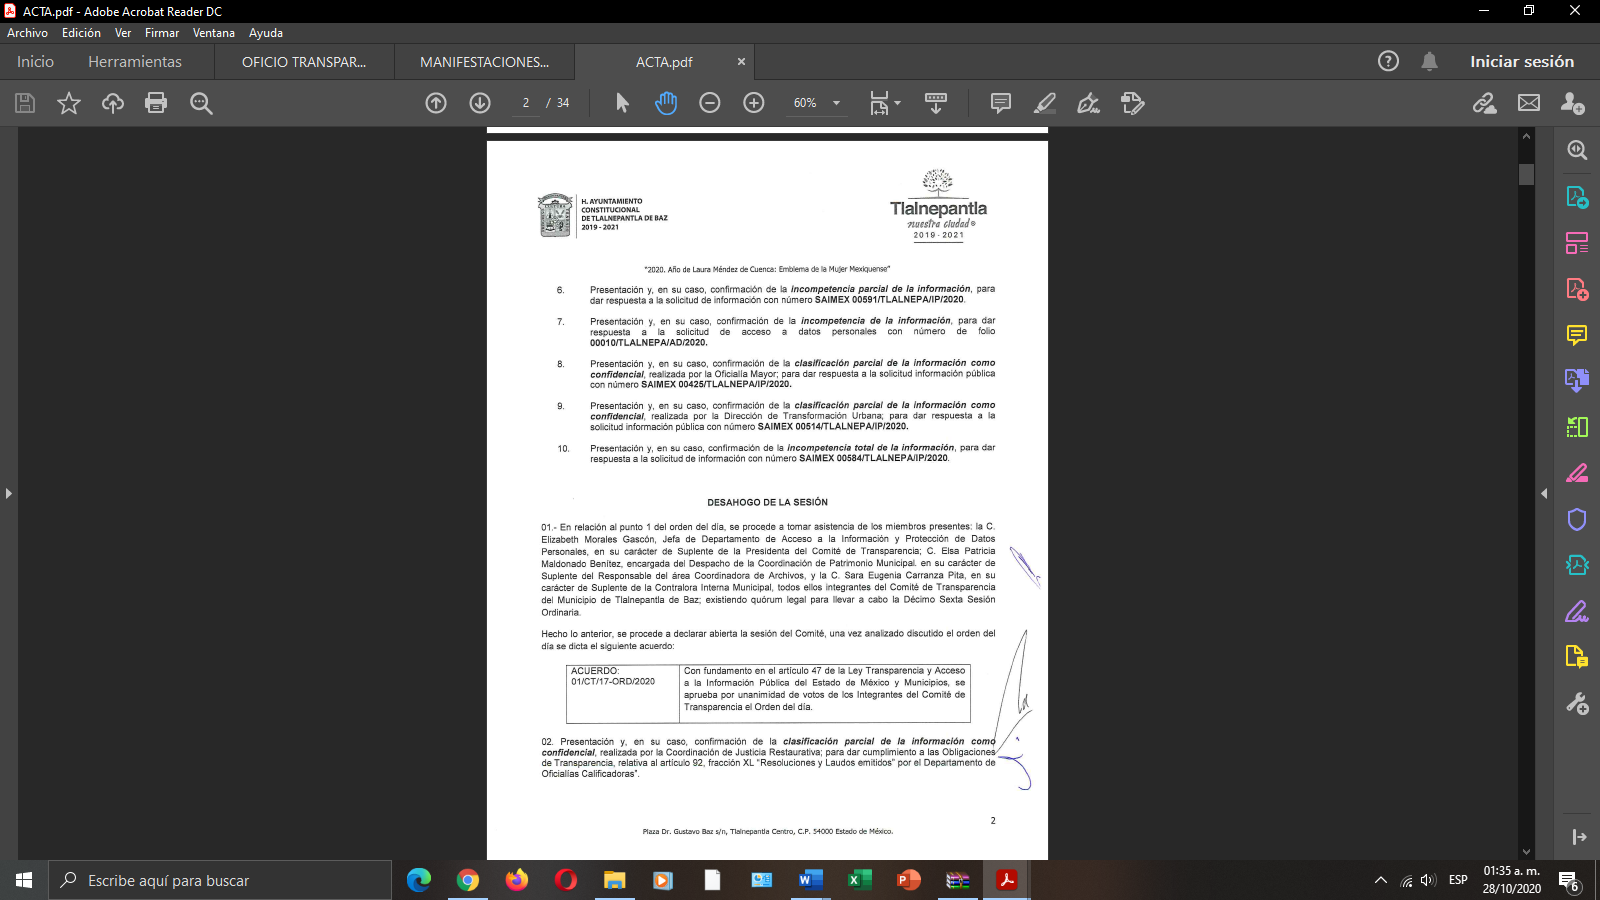 ACTA.pdf - Adobe Acrobat Reader DC
Archivo Edición Ver Firmar Ventana Ayuda
Inicio Herramientas OFICIO TRANSPAR... MANIFESTACIONES... ACTA.pdf × Iniciar sesión
2 / 34 60%
H. AYUNTAMIENTO
CONSTITUCIONAL
DE TLALNEPANTLA DE BAZ
2019 - 2021
Tlalnepantla
nuestra ciudad®
2019 - 2021
"2020. Año de Laura Méndez de Cuenca: Emblema de la Mujer Mexiquense"
6. Presentación y, en su caso, confirmación de la incompetencia parcial de la información, para
dar respuesta a la solicitud de información con número SAIMEX 00591/TLALNEPA/IP/2020.
7. Presentación y, en su caso, confirmación de la incompetencia de la información, para dar
respuesta a la solicitud de acceso a datos personales con número de folio
00010/TLALNEPA/AD/2020.
8. Presentación y, en su caso, confirmación de la clasificación parcial de la información como
confidencial, realizada por la Oficialía Mayor; para dar respuesta a la solicitud información pública
con número SAIMEX 00425/TLALNEPA/IP/2020.
9. Presentación y, en su caso, confirmación de la clasificación parcial de la información como
confidencial, realizada por la Dirección de Transformación Urbana; para dar respuesta a la
solicitud información pública con número SAIMEX 00514/TLALNEPA/IP/2020.
10. Presentación y, en su caso, confirmación de la incompetencia total de la información, para dar
respuesta a la solicitud de información con número SAIMEX 00584/TLALNEPA/IP/2020.
DESAHOGO DE LA SESIÓN
01.- En relación al punto 1 del orden del día, se procede a tomar asistencia de los miembros presentes: la C.
Elizabeth Morales Gascón, Jefa de Departamento de Acceso a la Información y Protección de Datos
Personales, en su carácter de Suplente de la Presidenta del Comité de Transparencia; C. Elsa Patricia
Maldonado Benítez, encargada del Despacho de la Coordinación de Patrimonio Municipal. en su carácter de
Suplente del Responsable del área Coordinadora de Archivos, y la C. Sara Eugenia Carranza Pita, en su
carácter de Suplente de la Contralora Interna Municipal, todos ellos integrantes del Comité de Transparencia
del Municipio de Tlalnepantla de Baz; existiendo quórum legal para llevar a cabo la Décimo Sexta Sesión
Ordinaria.
Hecho lo anterior, se procede a declarar abierta la sesión del Comité, una vez analizado discutido el orden del
día se dicta el siguiente acuerdo:
ACUERDO:
01/CT/17-ORD/2020
Con fundamento en el artículo 47 de la Ley Transparencia y Acceso
a la Información Pública del Estado de México y Municipios, se
aprueba por unanimidad de votos de los Integrantes del Comité de
Transparencia el Orden del día.
02. Presentación y, en su caso, confirmación de la clasificación parcial de la información como
confidencial, realizada por la Coordinación de Justicia Restaurativa; para dar cumplimiento a las Obligaciones
de Transparencia, relativa al artículo 92, fracción XL "Resoluciones y Laudos emitidos" por el Departamento de
Oficialías Calificadoras".
2
Plaza Dr. Gustavo Baz s/n, Tlalnepantla Centro, C.P. 54000 Estado de México.
Escribe aquí para buscar
ESP
01:35 a. m.
28/10/2020
6